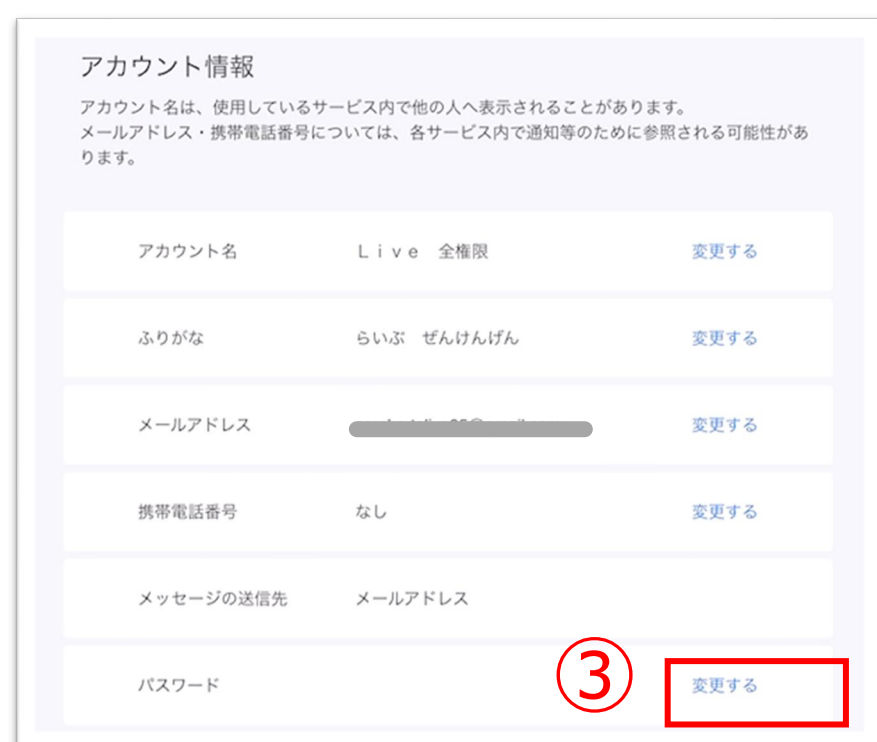 アカウント情報
アカウント名は、使用しているサービス内で他の人へ表示されることがあります。
メールアドレス・携帯電話番号については、各サービス内で通知等のために参照される可能性があ
ります。
アカウント名 Ｌｉｖｅ　全権限 変更する
ふりがな らいぶ　ぜんけんげん 変更する
メールアドレス 変更する
携帯電話番号 なし 変更する
メッセージの送信先 メールアドレス
パスワード ③ 変更する